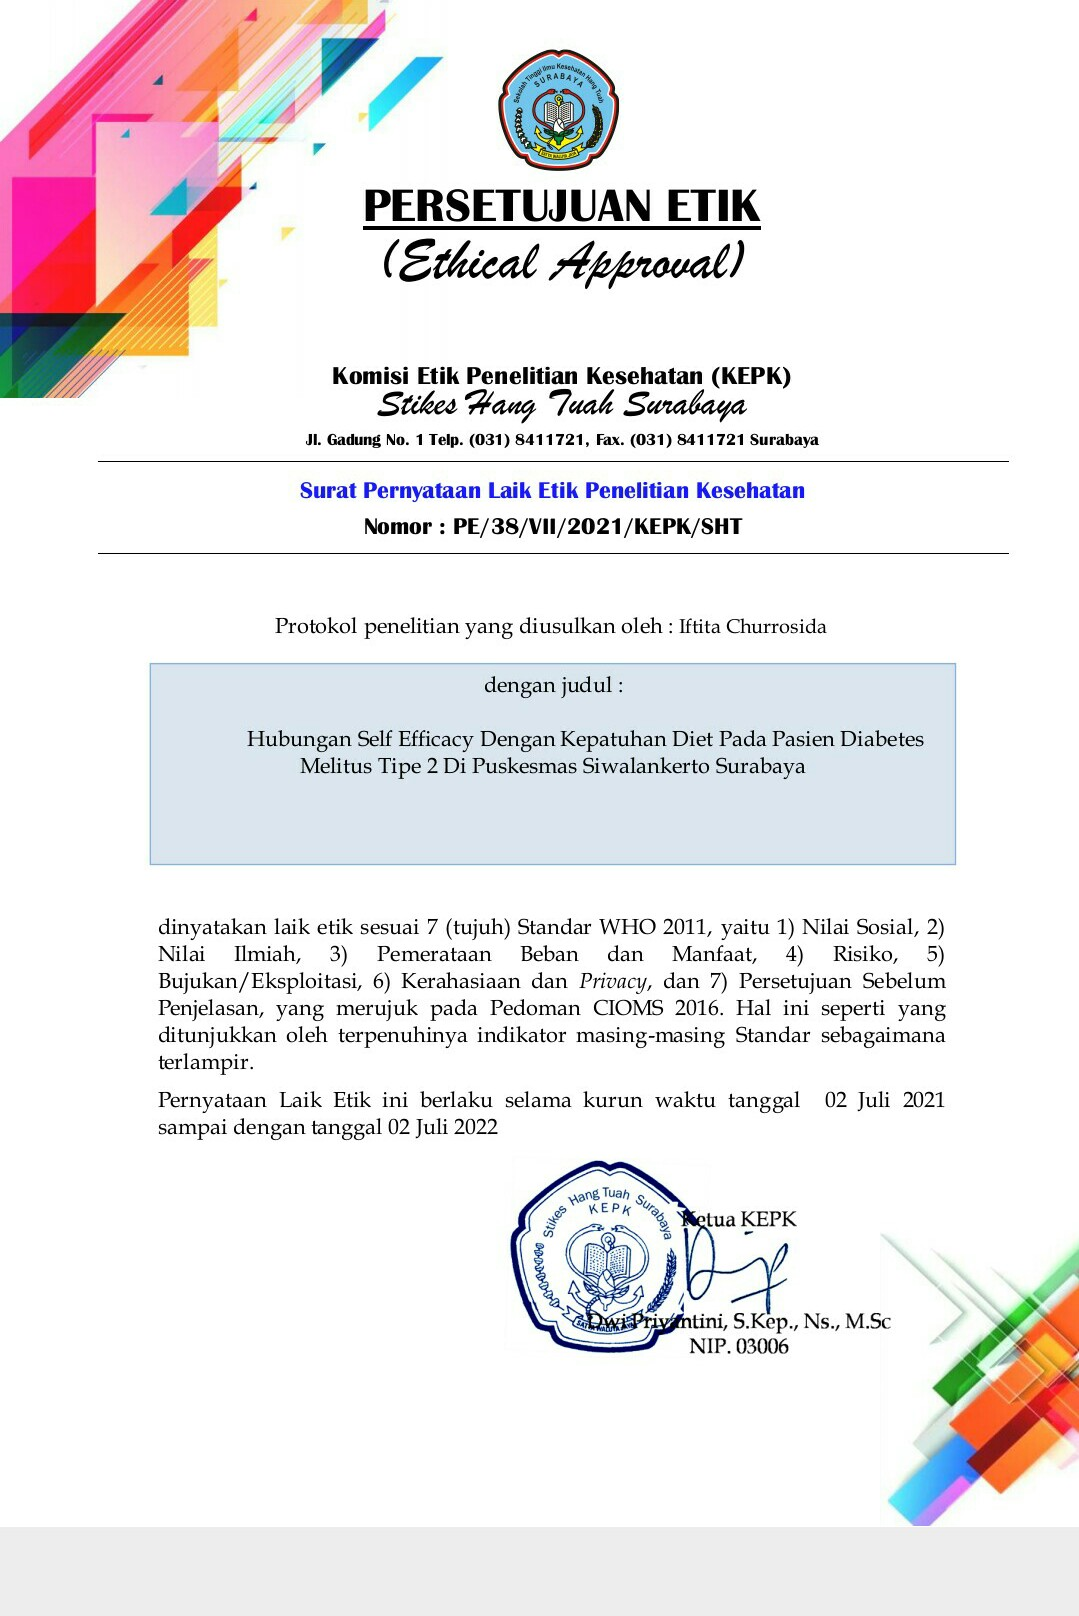 Sekolah Tinggi Ilmu Kesehatan Hang Tuah
SURABAYA
PERSETUJUAN ETIK
(Ethical Approval)
Komisi Etik Penelitian Kesehatan (KEPK)
Stikes Hang Tuah Surabaya
Jl. Gadung No. 1 Telp. (031) 8411721, Fax. (031) 8411721 Surabaya
Surat Pernyataan Laik Etik Penelitian Kesehatan
Nomor : PE/38/VII/2021/KEPK/SHT
Protokol penelitian yang diusulkan oleh : Iftita Churrosida
dengan judul :
Hubungan Self Efficacy Dengan Kepatuhan Diet Pada Pasien Diabetes
Melitus Tipe 2 Di Puskesmas Siwalankerto Surabaya
dinyatakan laik etik sesuai 7 (tujuh) Standar WHO 2011, yaitu 1) Nilai Sosial, 2)
Nilai Ilmiah, 3) Pemerataan Beban dan Manfaat, 4) Risiko, 5)
Bujukan/Eksploitasi, 6) Kerahasiaan dan Privacy, dan 7) Persetujuan Sebelum
Penjelasan, yang merujuk pada Pedoman CIOMS 2016. Hal ini seperti yang
ditunjukkan oleh terpenuhinya indikator masing-masing Standar sebagaimana
terlampir.
Pernyataan Laik Etik ini berlaku selama kurun waktu tanggal 02 Juli 2021
sampai dengan tanggal 02 Juli 2022
Stikes Hang Tuah Surabaya
KEPK
Ketua KEPK
Dwi Priyantini, S.Kep., Ns., M.Sc
NIP. 03006